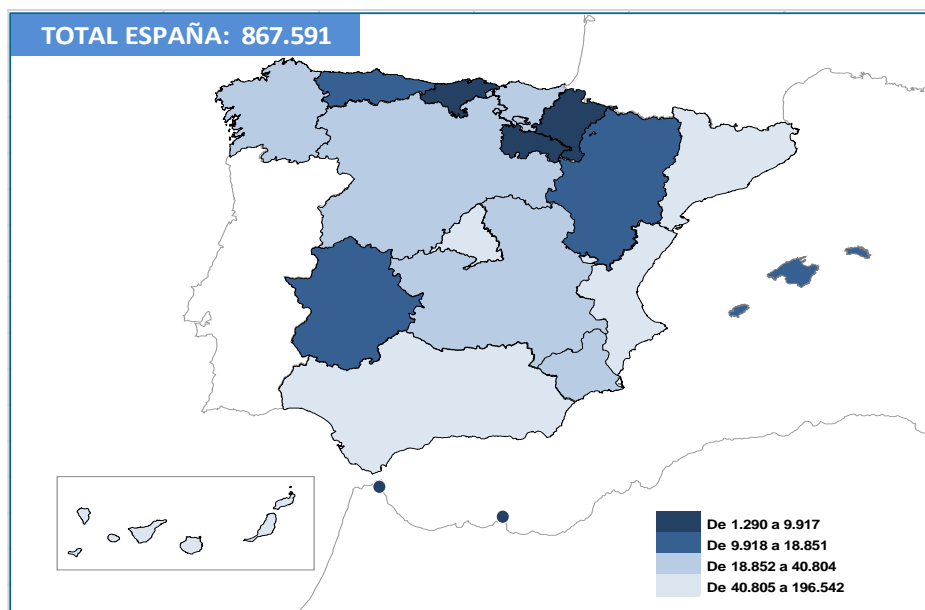 TOTAL ESPAÑA: 867.591
De 1.290 a 9.917
De 9.918 a 18.851
De 18.852 a 40.804
De 40.805 a 196.542